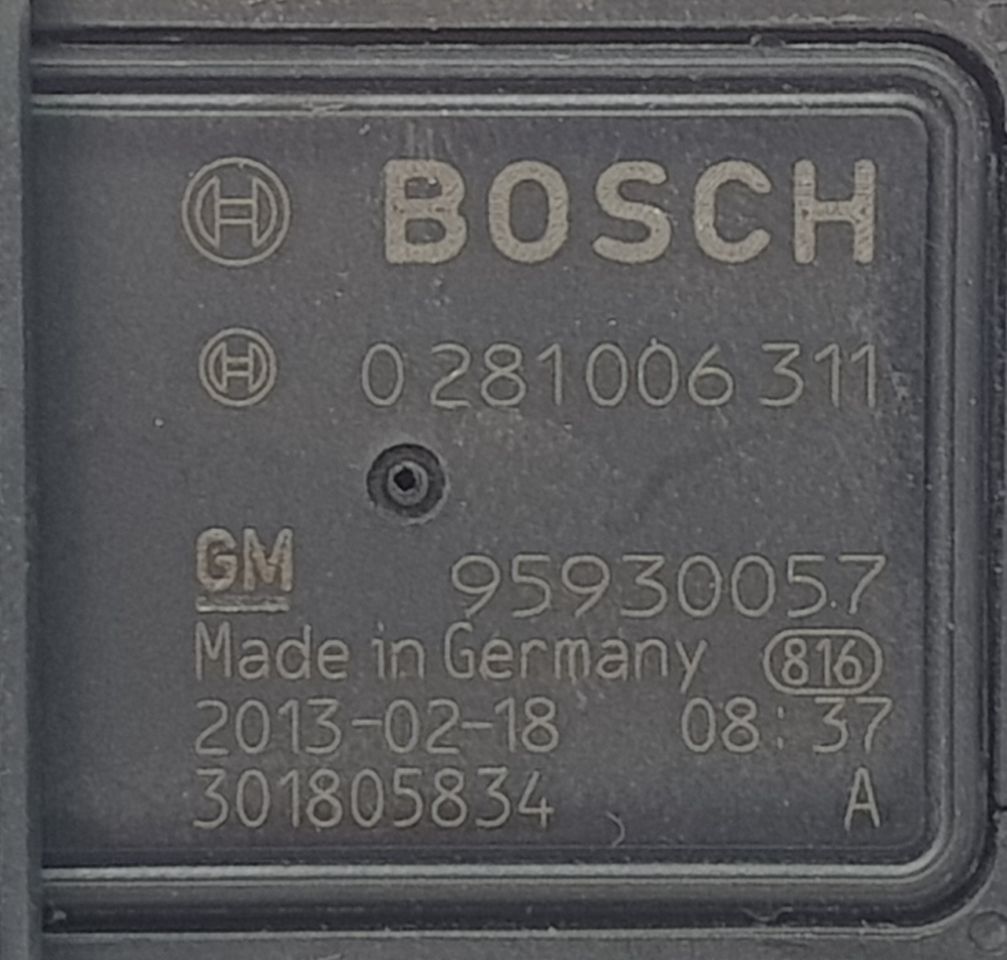 BOSCH
0 281 006 311
GM 95930057
Made in Germany 816
2013-02-18 08:37
301805834 A